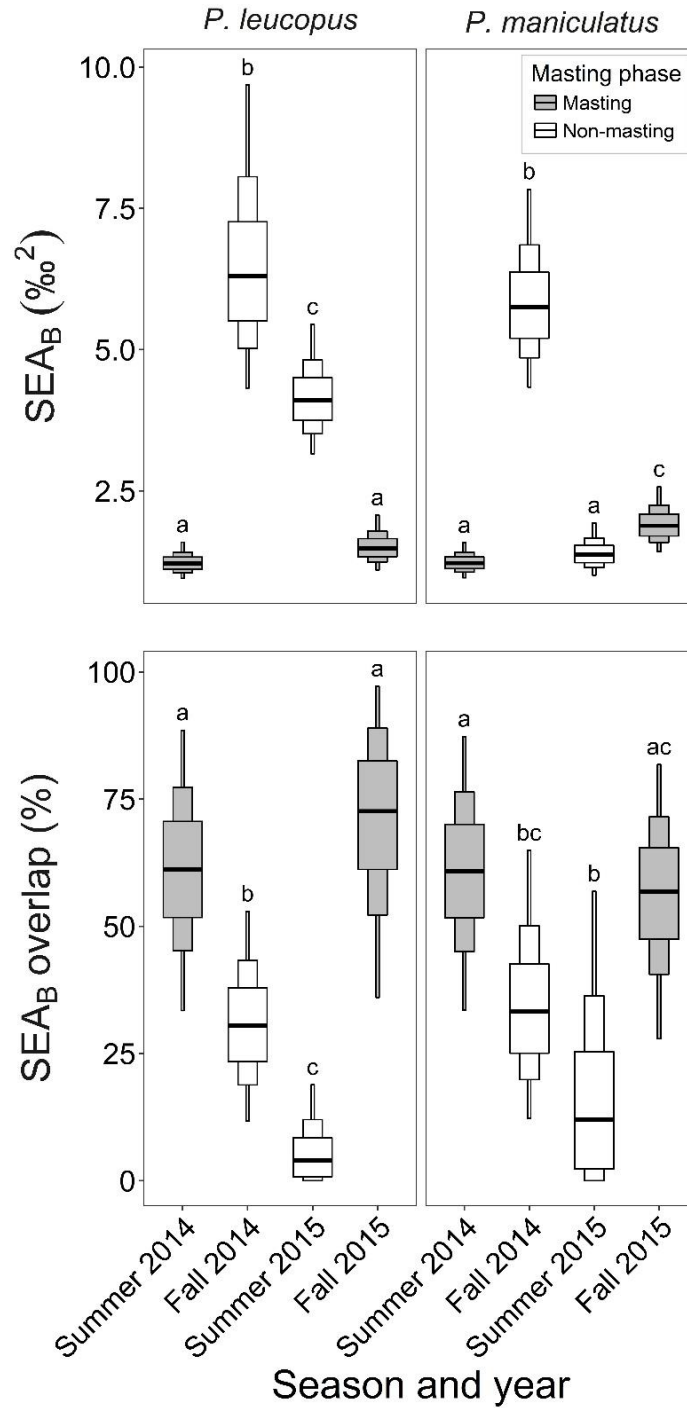 P. leucopus
P. maniculatus
Masting phase
Masting
Non-masting
SEA_B (‰²)
10.0
7.5
5.0
2.5
a
b
c
a
a
b
a
c
SEA_B overlap (%)
100
75
50
25
0
a
b
c
a
a
bc
b
ac
Summer 2014
Fall 2014
Summer 2015
Fall 2015
Summer 2014
Fall 2014
Summer 2015
Fall 2015
Season and year